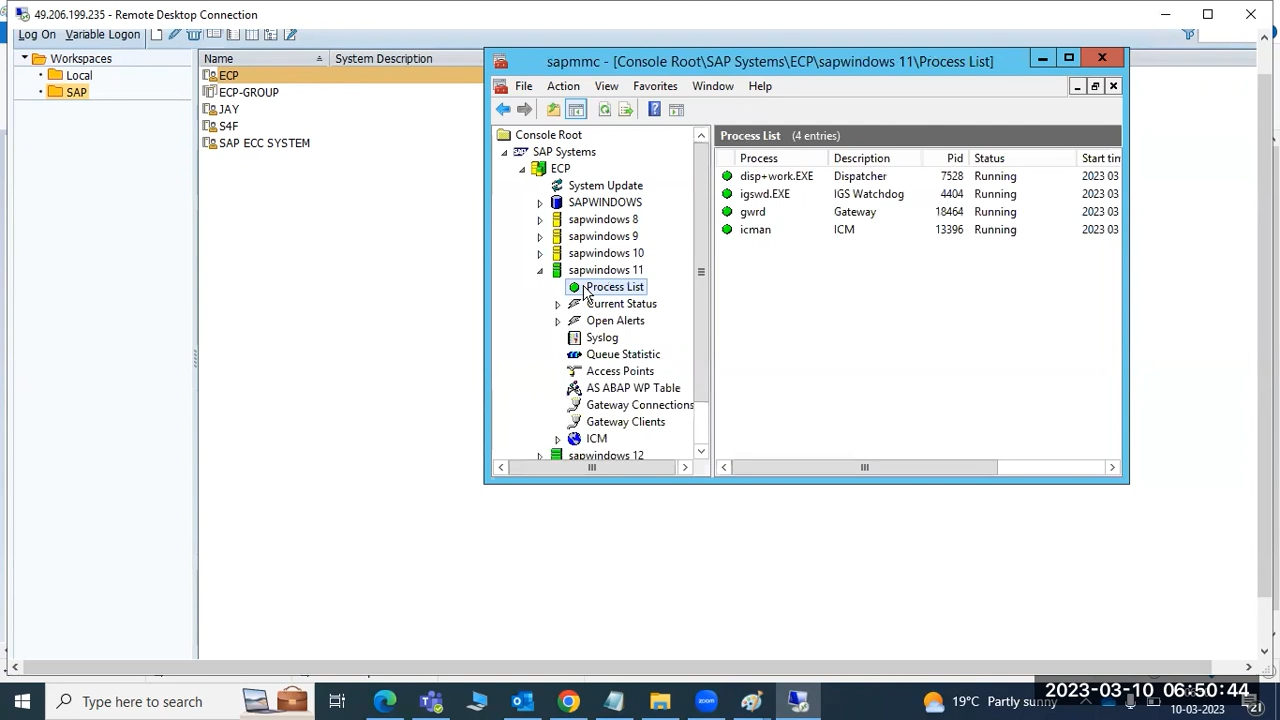 49.206.199.235 - Remote Desktop Connection
Log On Variable Logon
Workspaces
Local
SAP
Name System Description
ECP
ECP-GROUP
JAY
S4F
SAP ECC SYSTEM
sapmmc - [Console Root\SAP Systems\ECP\sapwindows 11\Process List]
File Action View Favorites Window Help
Console Root
SAP Systems
ECP
System Update
SAPWINDOWS
sapwindows 8
sapwindows 9
sapwindows 10
sapwindows 11
Process List
Current Status
Open Alerts
Syslog
Queue Statistic
Access Points
AS ABAP WP Table
Gateway Connections
Gateway Clients
ICM
sapwindows 12
Process List (4 entries)
Process Description Pid Status Start tim
disp+work.EXE Dispatcher 7528 Running 2023 03
igswd.EXE IGS Watchdog 4404 Running 2023 03
gwrd Gateway 18464 Running 2023 03
icman ICM 13396 Running 2023 03
Type here to search
19°C Partly sunny
2023-03-10 06:50:44
10-03-2023
21